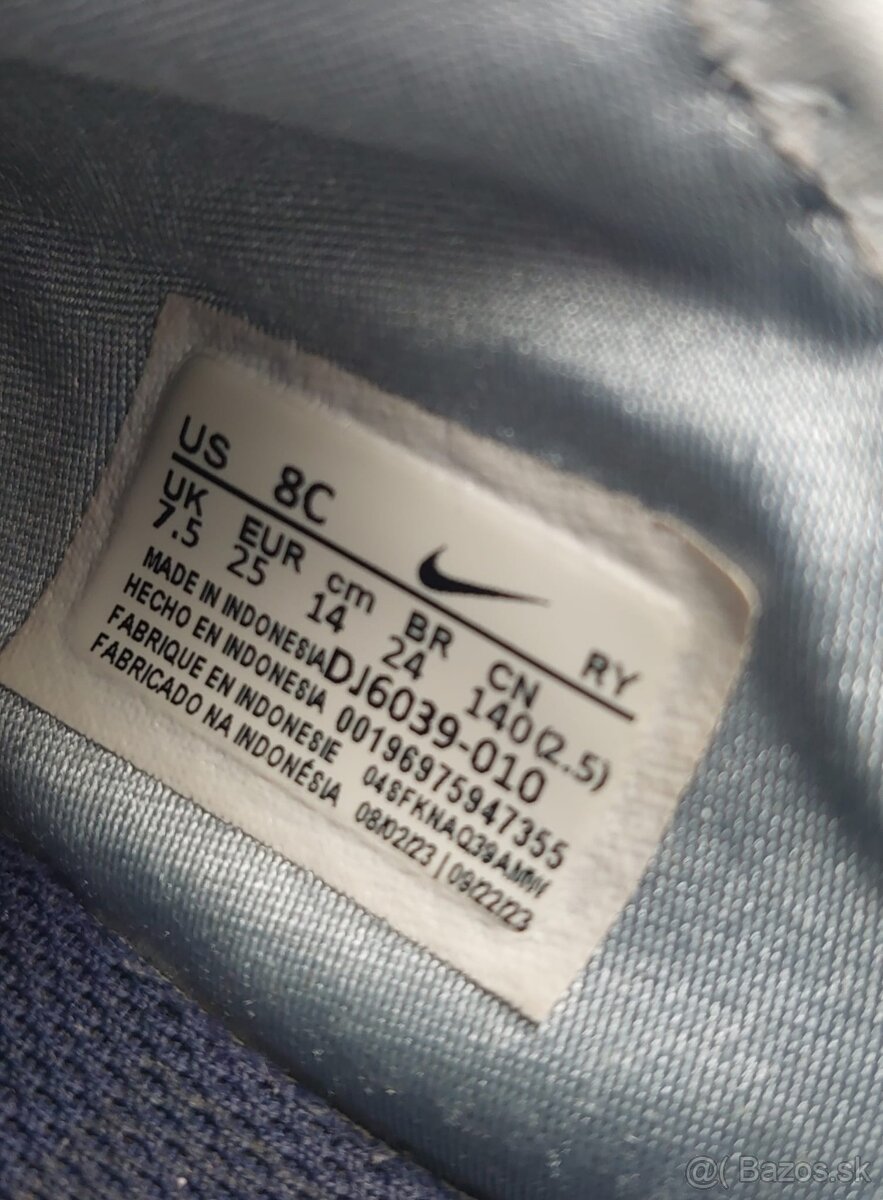 US 8C RY
UK EUR cm BR CN
7.5 25 14 24 140(2.5)
MADE IN INDONESIA DJ6039-010
HECHO EN INDONESIA 00196975947355
FABRIQUE EN INDONESIE 04SFKNAQ39AMW
FABRICADO NA INDONÉSIA 08/02/23 | 09/22/23
@( Bazos.sk